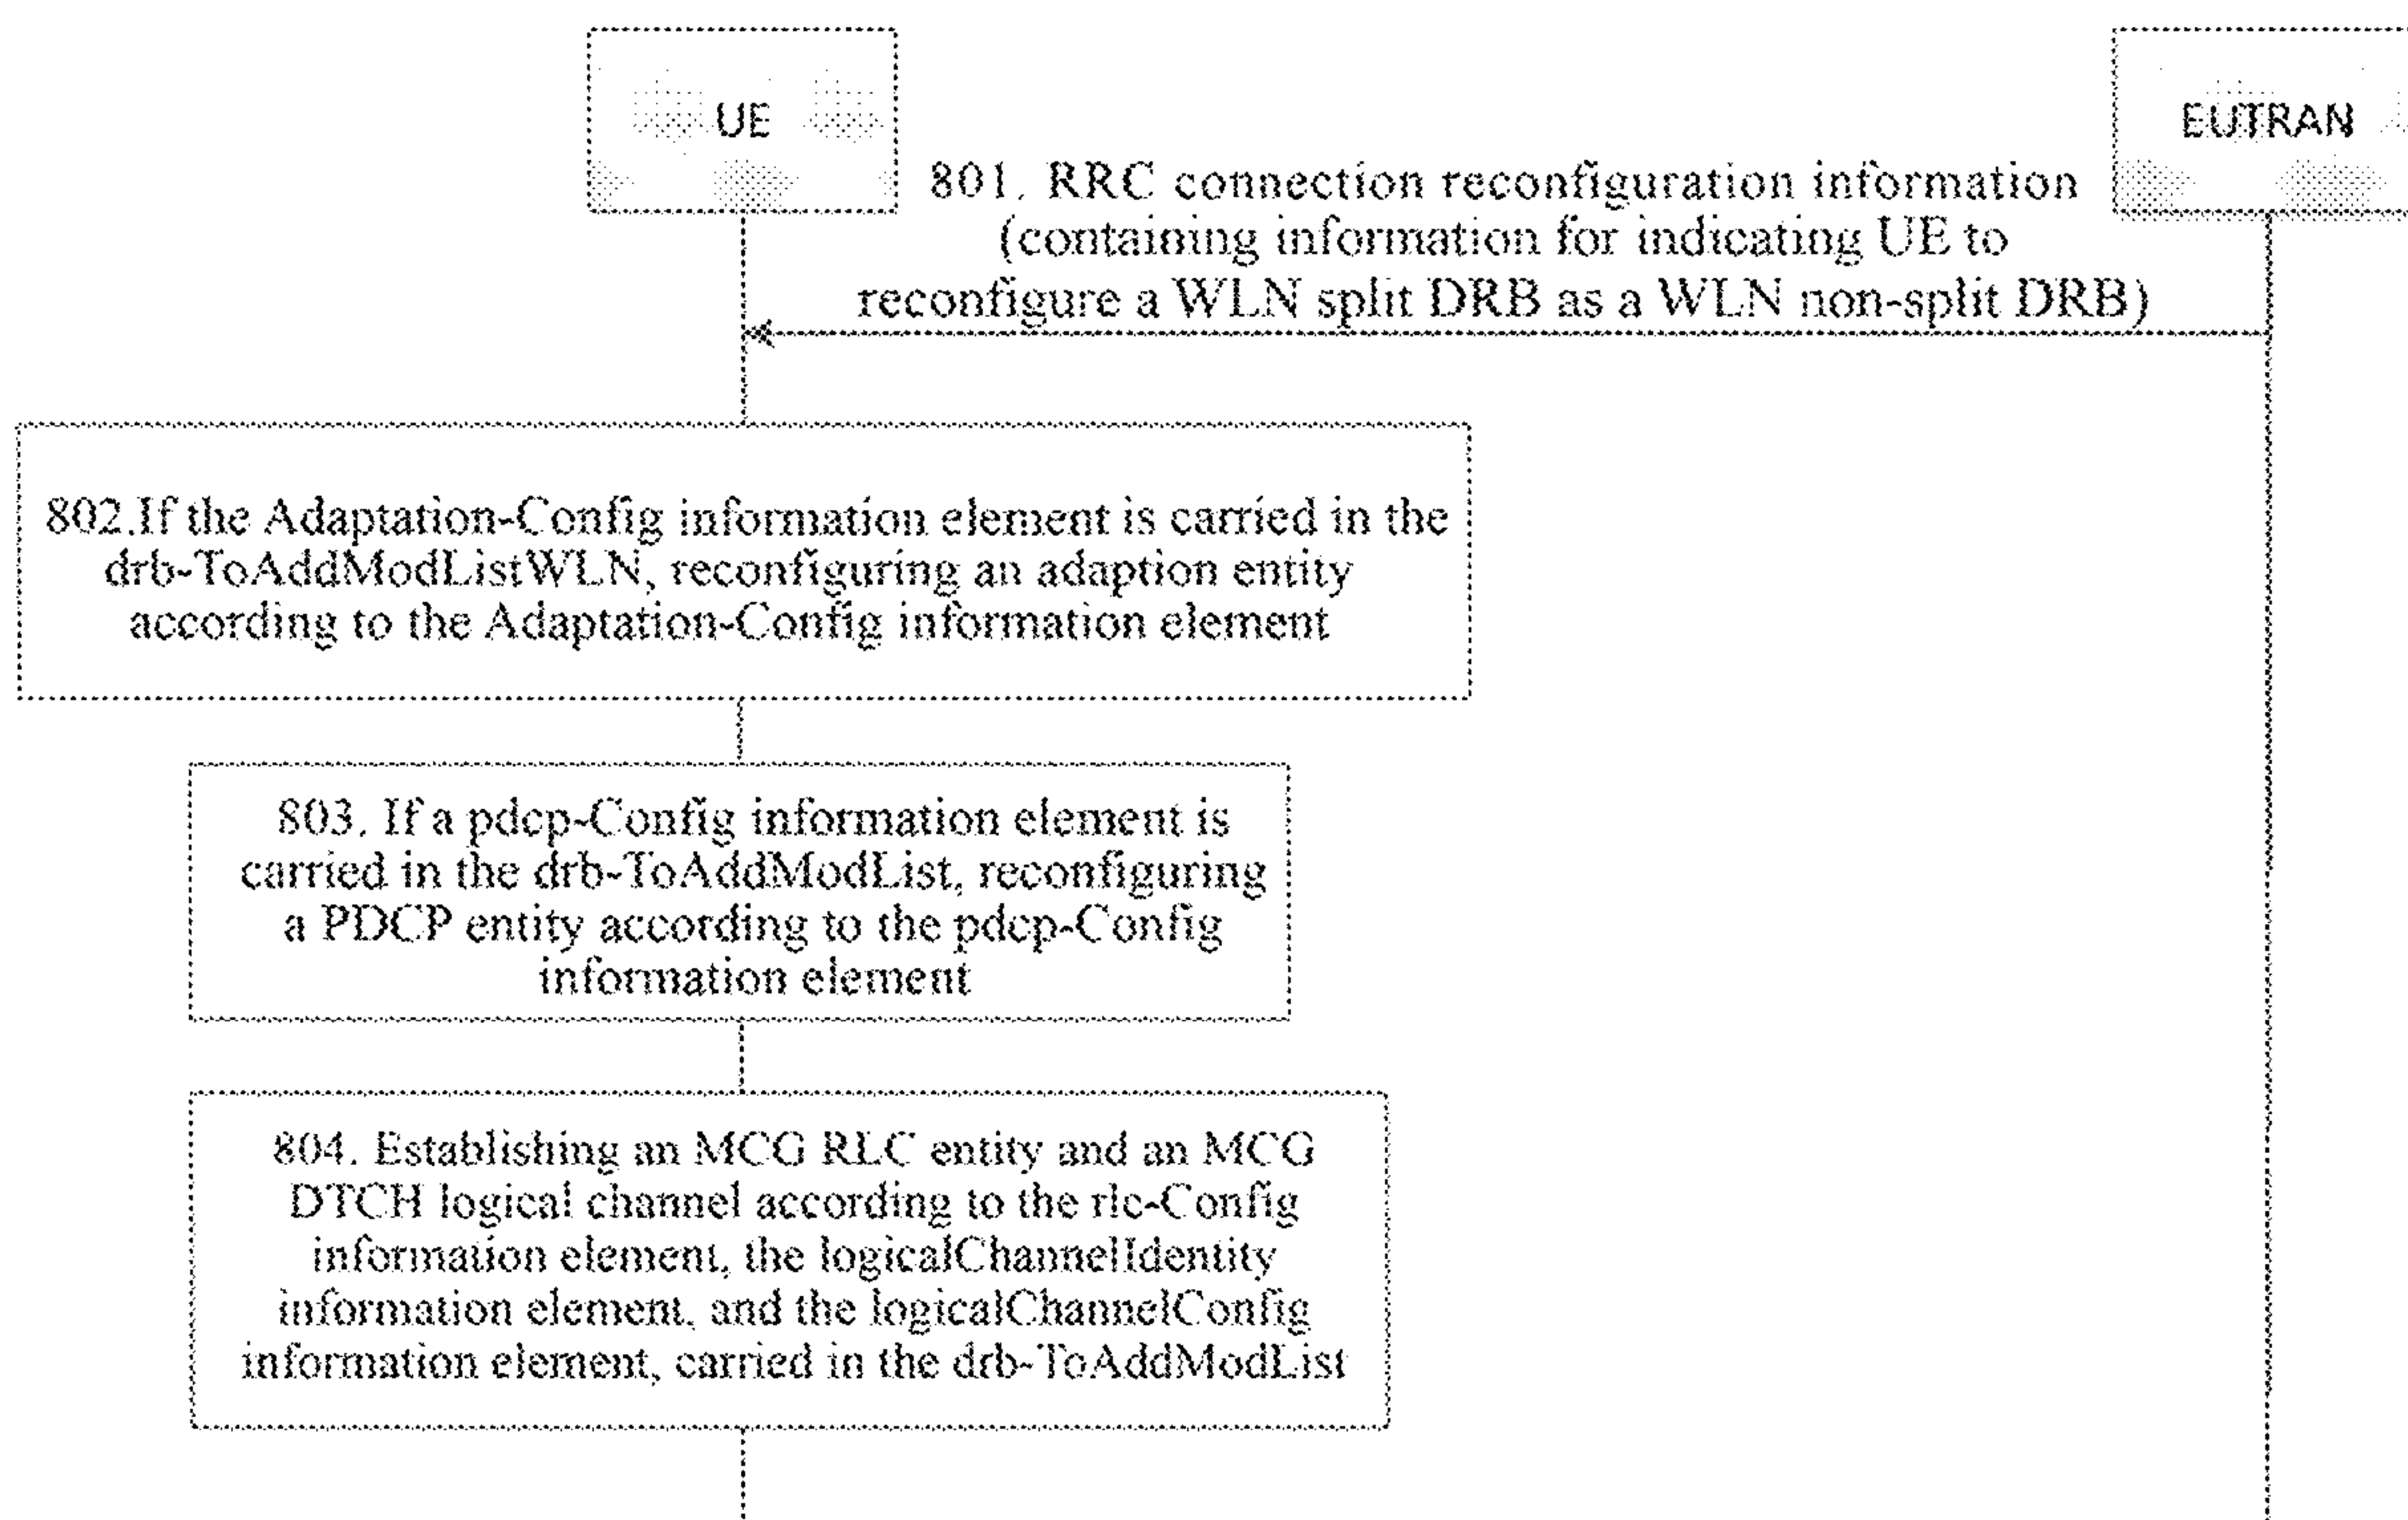 UE
EUTRAN
801. RRC connection reconfiguration information
(containing information for indicating UE to
reconfigure a WLN split DRB as a WLN non-split DRB)
802.If the Adaptation-Config information element is carried in the
drb-ToAddModListWLN, reconfiguring an adaption entity
according to the Adaptation-Config information element
803. If a pdcp-Config information element is
carried in the drb-ToAddModList, reconfiguring
a PDCP entity according to the pdcp-Config
information element
804. Establishing an MCG RLC entity and an MCG
DTCH logical channel according to the rlc-Config
information element, the logicalChannelIdentity
information element, and the logicalChannelConfig
information element, carried in the drb-ToAddModList